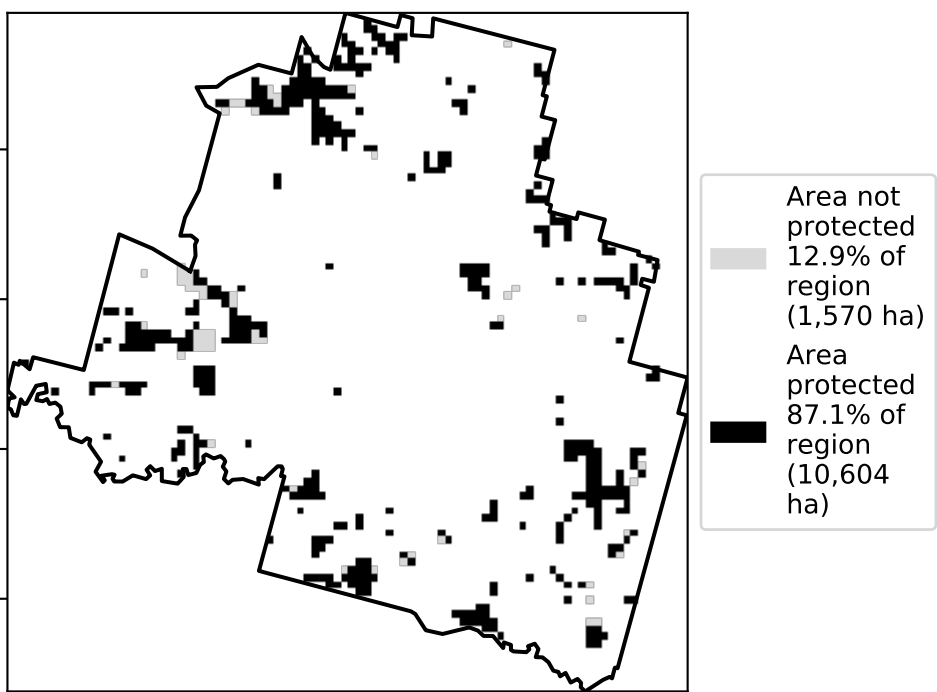 Area not
protected
12.9% of
region
(1,570 ha)
Area
protected
87.1% of
region
(10,604
ha)